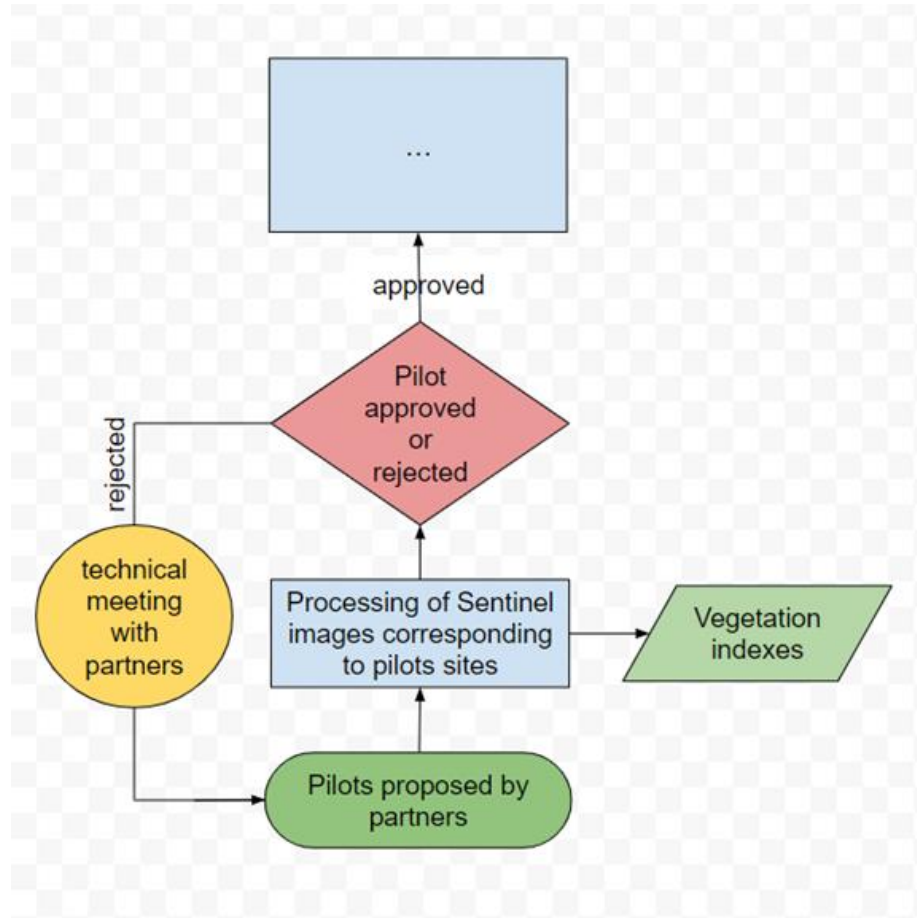 ...
approved
Pilot
approved
or
rejected
rejected
technical
meeting
with
partners
Processing of Sentinel
images corresponding
to pilots sites
Vegetation
indexes
Pilots proposed by
partners